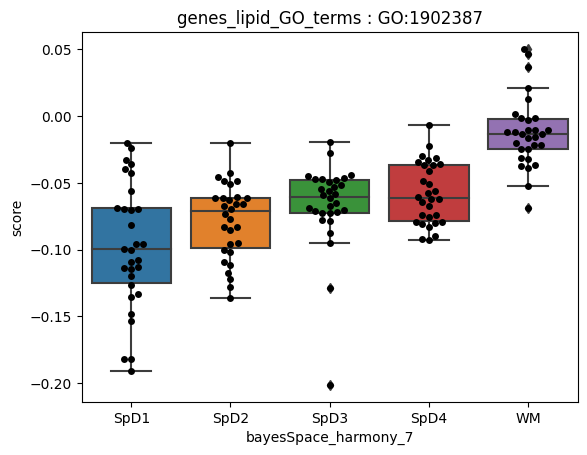 genes_lipid_GO_terms : GO:1902387
0.05
0.00
−0.05
−0.10
−0.15
−0.20
score
SpD1 SpD2 SpD3 SpD4 WM
bayesSpace_harmony_7